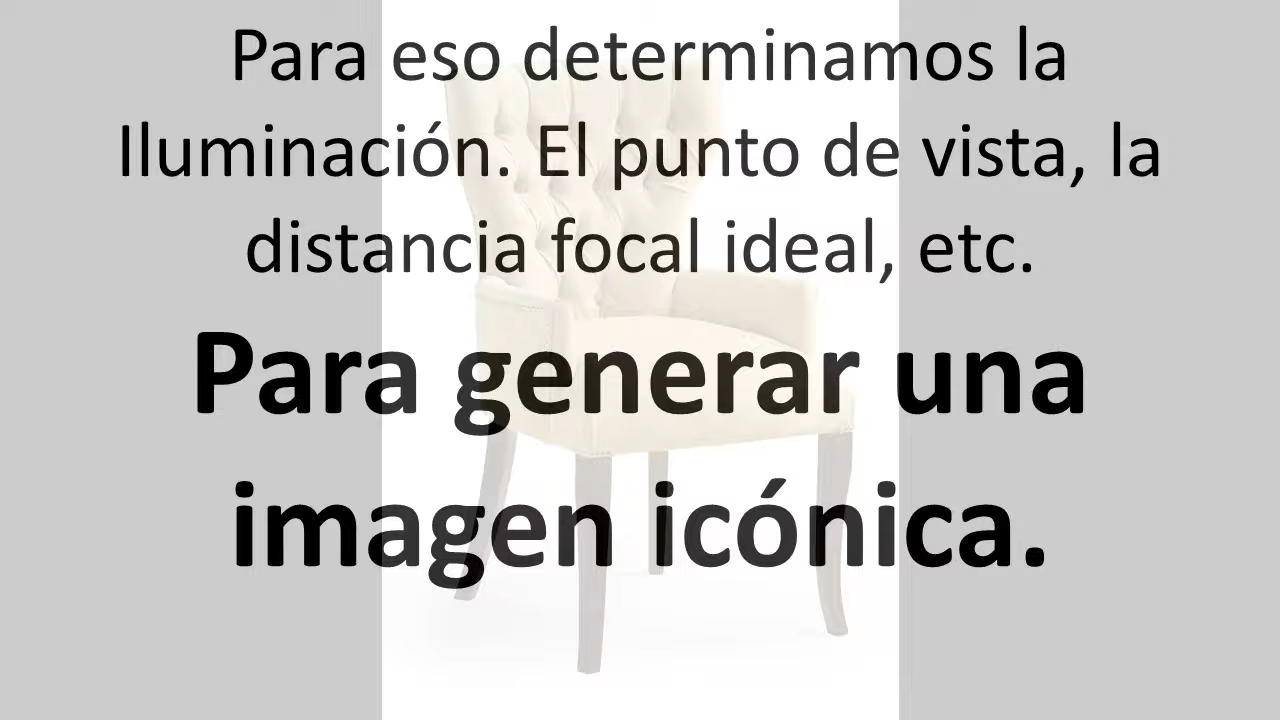 Para eso determinamos la
Iluminación. El punto de vista, la
distancia focal ideal, etc.
Para generar una
imagen icónica.